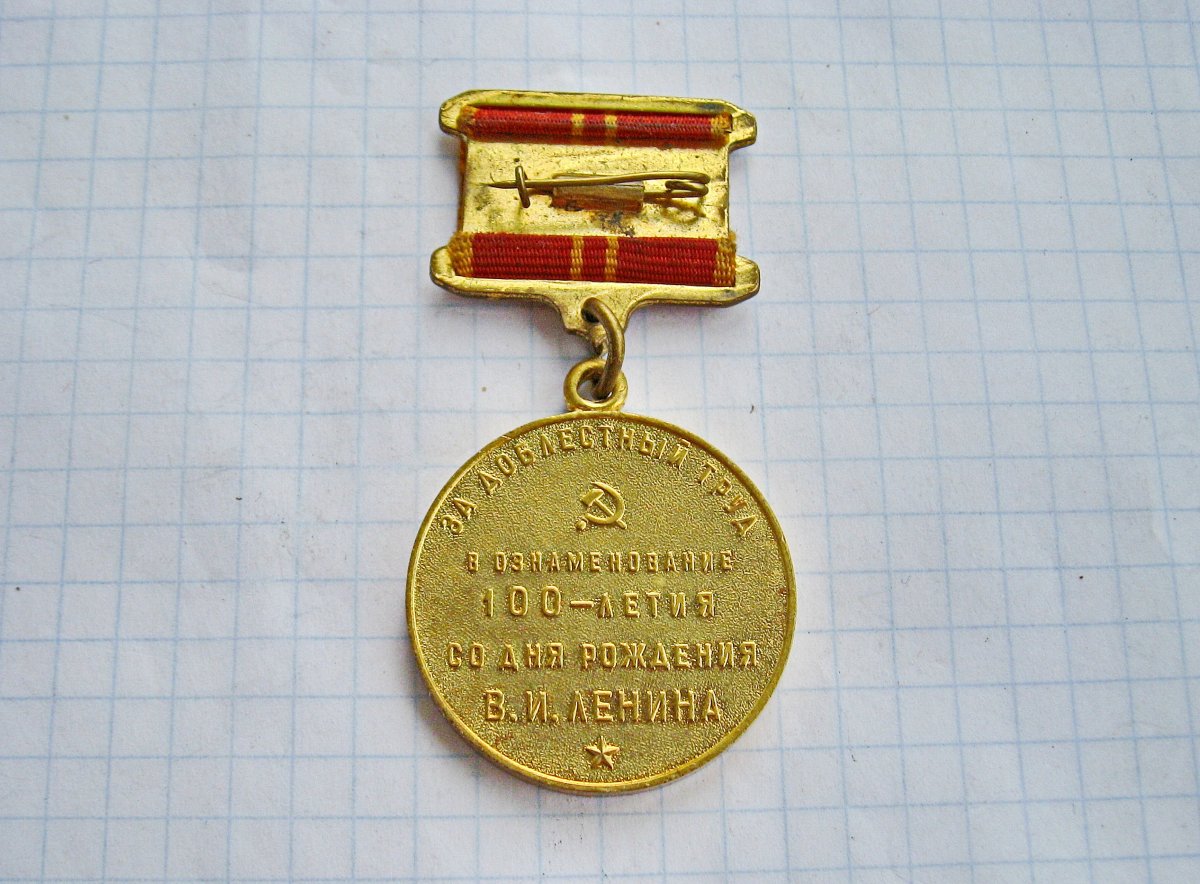 ЗА ДОБЛЕСТНЫЙ ТРУД
В ОЗНАМЕНОВАНИЕ
100-ЛЕТИЯ
СО ДНЯ РОЖДЕНИЯ
В.И.ЛЕНИНА